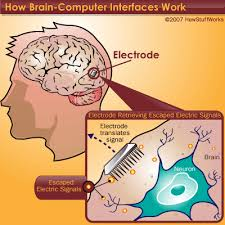 How Brain-Computer Interfaces Work
©2007 HowStuffWorks
Electrode
Electrode Retrieving Escaped Electric Signals
Electrode
translates
signal
Brain
Neuron
Escaped
Electric Signals